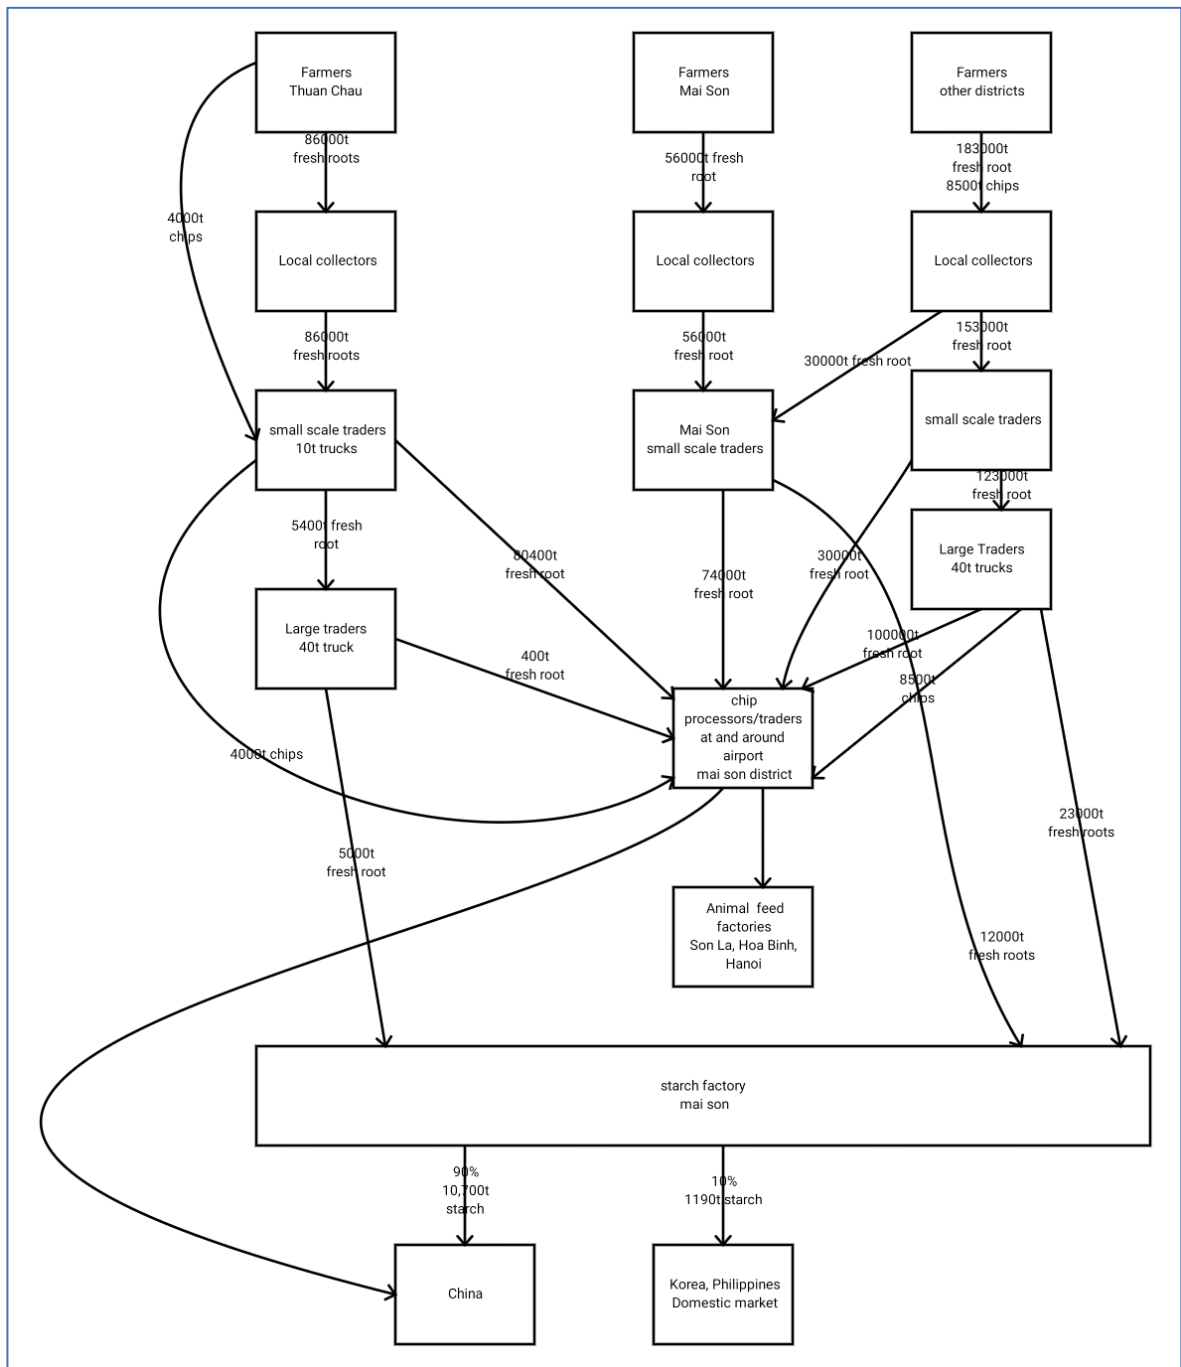 Farmers
Thuan Chau
Farmers
Mai Son
Farmers
other districts
86000t
fresh roots
56000t fresh
root
183000t
fresh root
8500t chips
4000t
chips
Local collectors
Local collectors
Local collectors
86000t
fresh roots
56000t
fresh root
30000t fresh root
153000t
fresh root
small scale traders
10t trucks
Mai Son
small scale traders
small scale traders
123000t
fresh root
5400t fresh
root
80400t
fresh root
74000t
fresh root
30000t
fresh root
Large Traders
40t trucks
Large traders
40t truck
400t
fresh root
100000t
fresh root
8500t
chips
chip
processors/traders
at and around
airport
mai son district
4000t chips
5000t
fresh root
23000t
fresh roots
Animal  feed
factories
Son La, Hoa Binh,
Hanoi
12000t
fresh roots
starch factory
mai son
90%
10,700t
starch
10%
1190t starch
China
Korea, Philippines
Domestic market